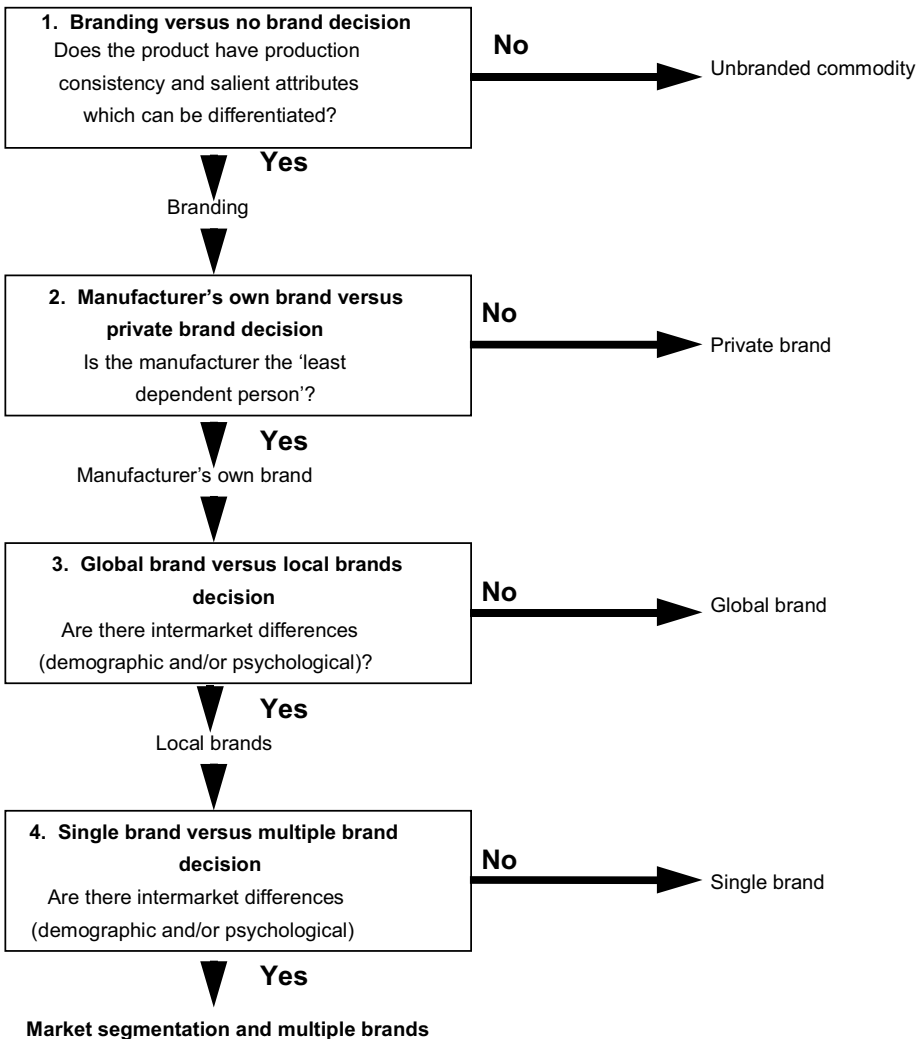 1. Branding versus no brand decision
Does the product have production
consistency and salient attributes
which can be differentiated?
No
Unbranded commodity
Yes
Branding
2. Manufacturer’s own brand versus
private brand decision
Is the manufacturer the ‘least
dependent person’?
No
Private brand
Yes
Manufacturer’s own brand
3. Global brand versus local brands
decision
Are there intermarket differences
(demographic and/or psychological)?
No
Global brand
Yes
Local brands
4. Single brand versus multiple brand
decision
Are there intermarket differences
(demographic and/or psychological)
No
Single brand
Yes
Market segmentation and multiple brands